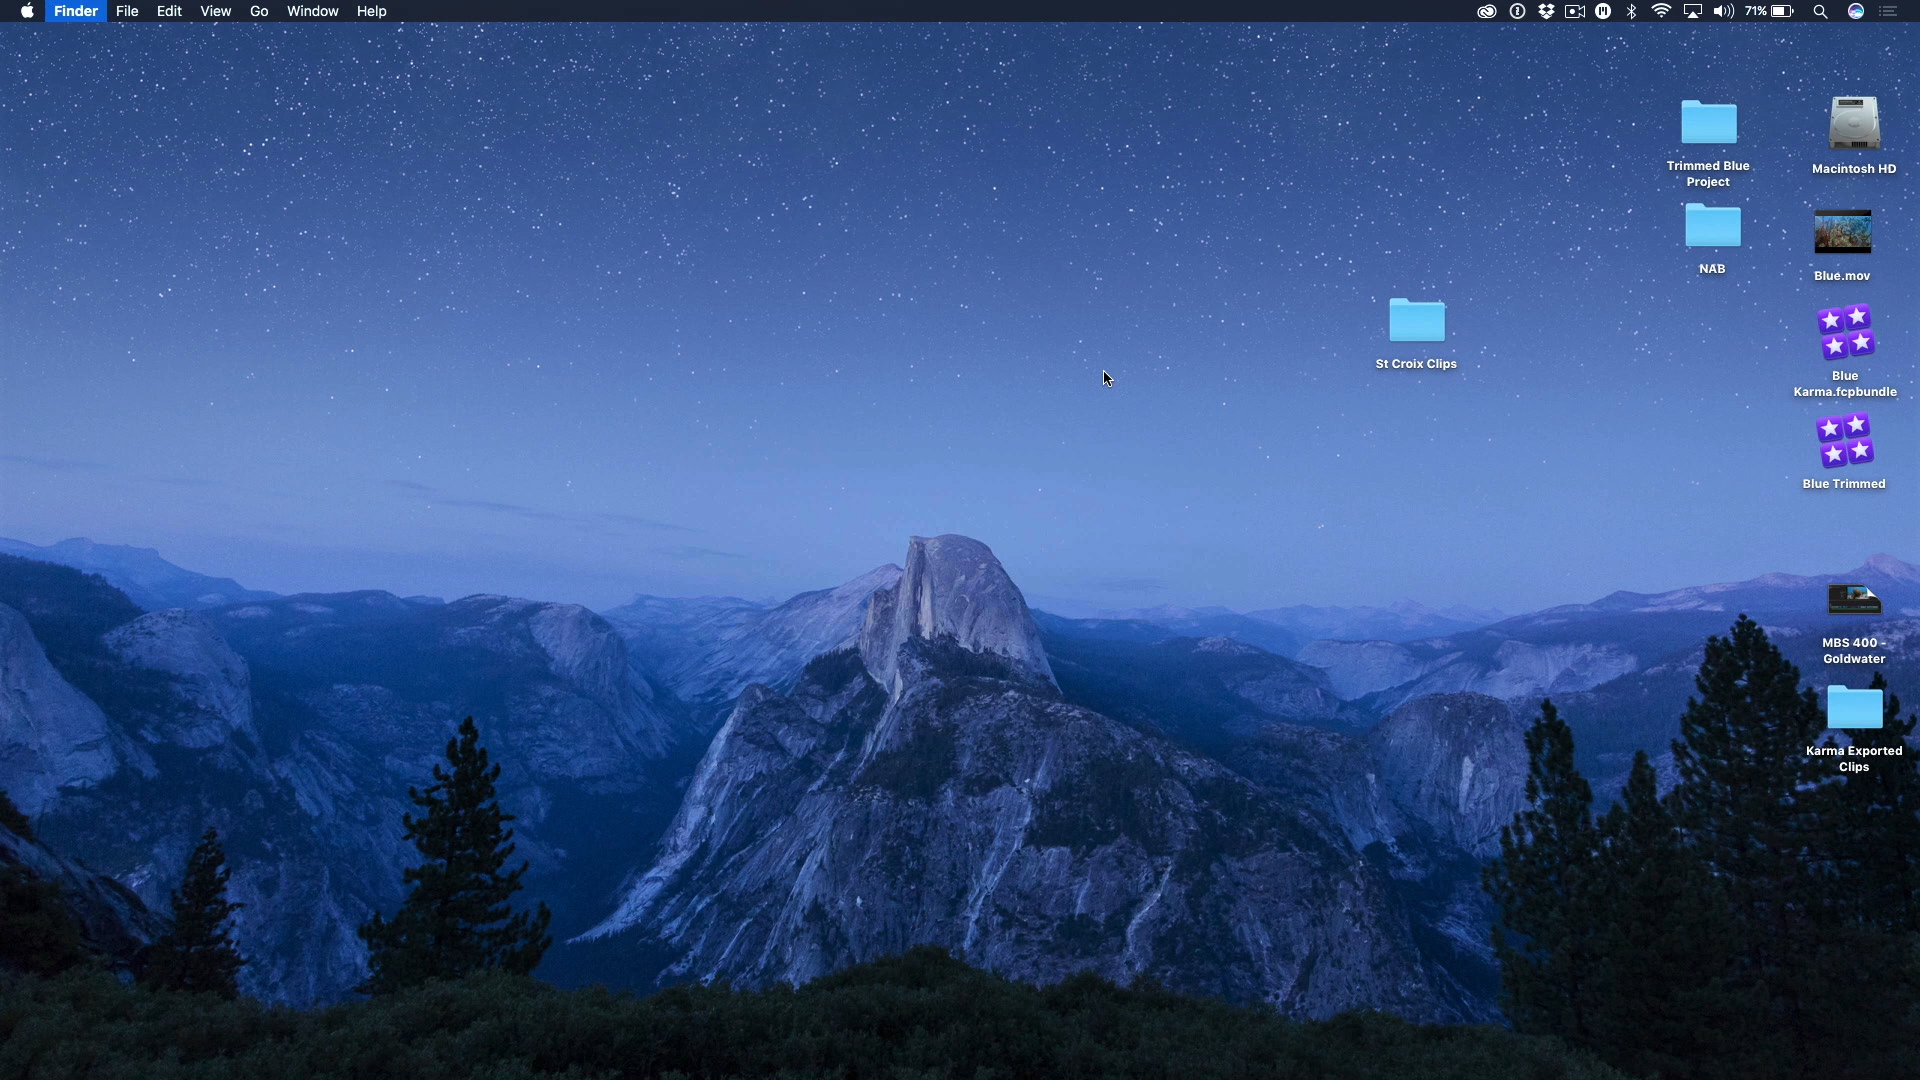 Finder File Edit View Go Window Help 71%
Trimmed Blue
Project
Macintosh HD
NAB
Blue.mov
St Croix Clips
Blue
Karma.fcpbundle
Blue Trimmed
MBS 400 -
Goldwater
Karma Exported
Clips